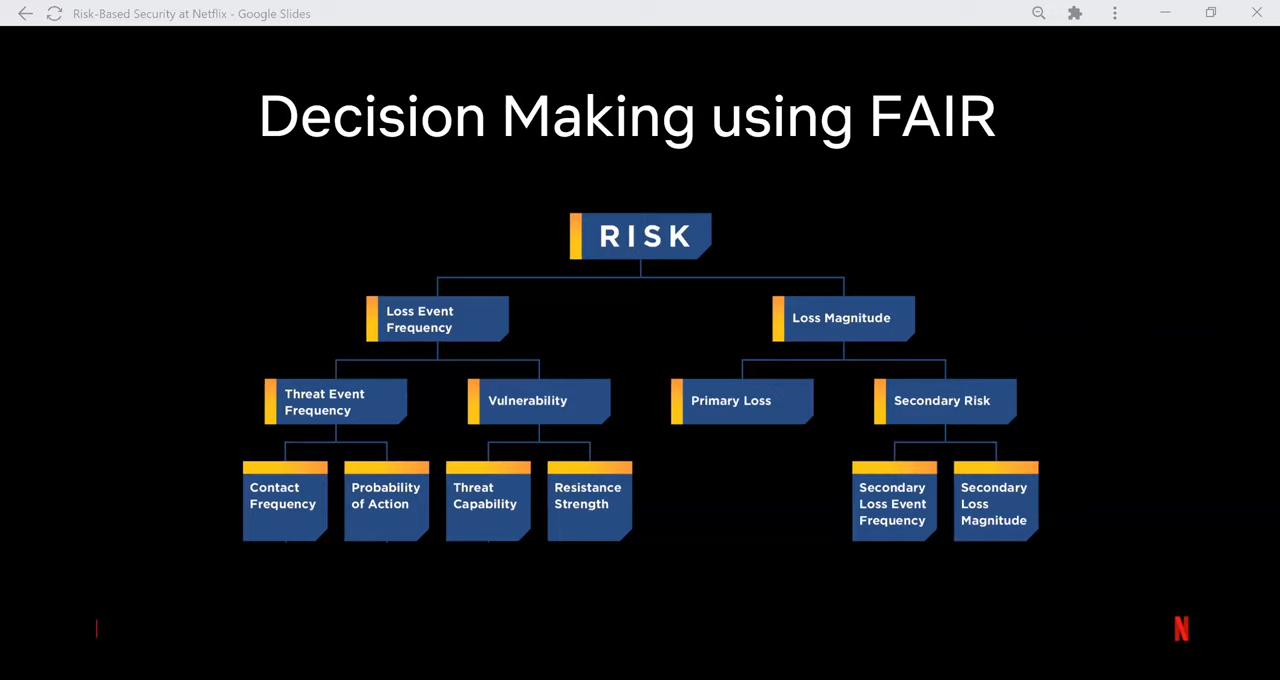 Risk-Based Security at Netflix - Google Slides
Decision Making using FAIR
RISK
Loss Event
Frequency
Loss Magnitude
Threat Event
Frequency
Vulnerability
Primary Loss
Secondary Risk
Contact
Frequency
Probability
of Action
Threat
Capability
Resistance
Strength
Secondary
Loss Event
Frequency
Secondary
Loss
Magnitude
N